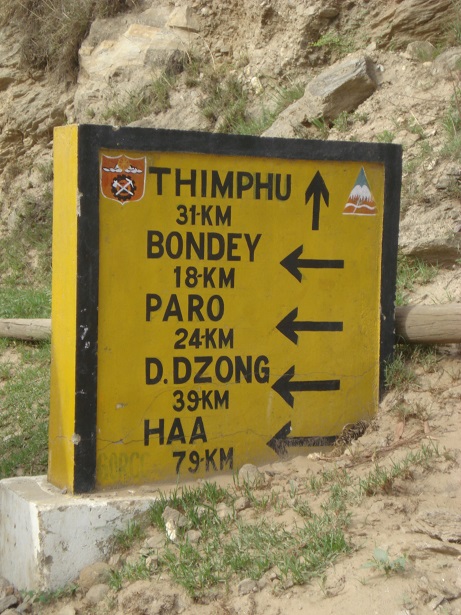 THIMPHU
31-KM
BONDEY
18-KM
PARO
24-KM
D.DZONG
39-KM
HAA
79-KM